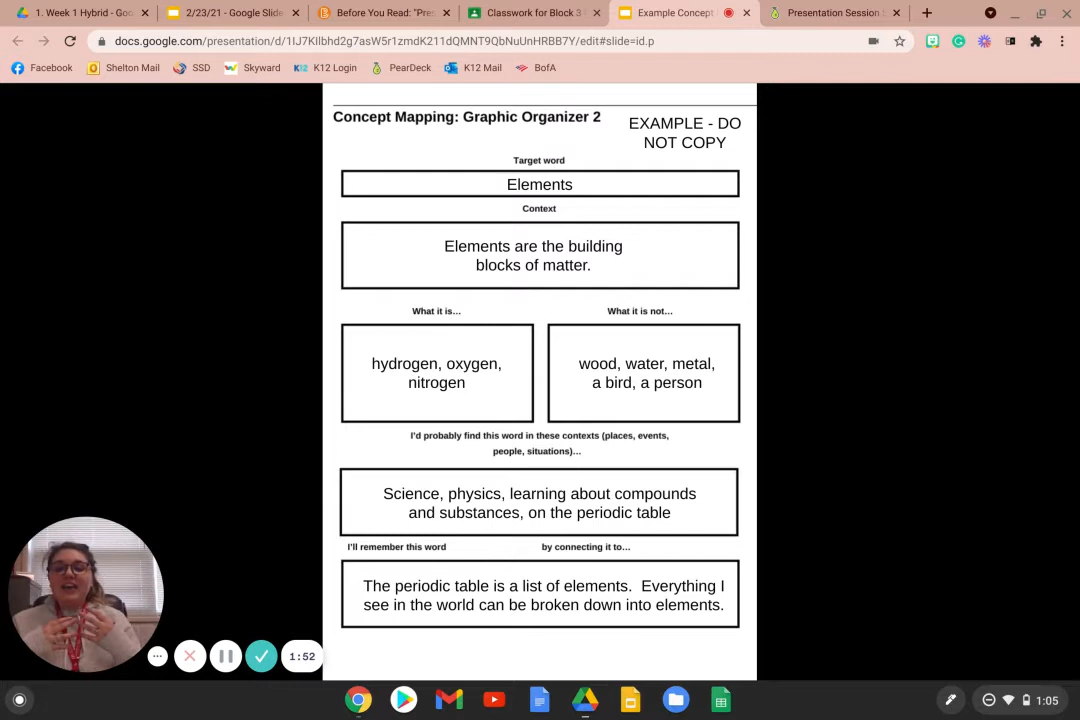 1. Week 1 Hybrid - Goo
2/23/21 - Google Slide
Before You Read: "Pres
Classwork for Block 3
Example Concept
Presentation Session
docs.google.com/presentation/d/1IJ7KIlbhd2g7asW5r1zmdK211dQMNT9QbNuUnHRBB7Y/edit#slide=id.p
Facebook
Shelton Mail
SSD
Skyward
K12 Login
PearDeck
K12 Mail
BofA
Concept Mapping: Graphic Organizer 2
EXAMPLE - DO
NOT COPY
Target word
Elements
Context
Elements are the building
blocks of matter.
What it is...
What it is not...
hydrogen, oxygen,
nitrogen
wood, water, metal,
a bird, a person
I'd probably find this word in these contexts (places, events,
people, situations)...
Science, physics, learning about compounds
and substances, on the periodic table
I'll remember this word
by connecting it to...
The periodic table is a list of elements.  Everything I
see in the world can be broken down into elements.
1:52
1:05